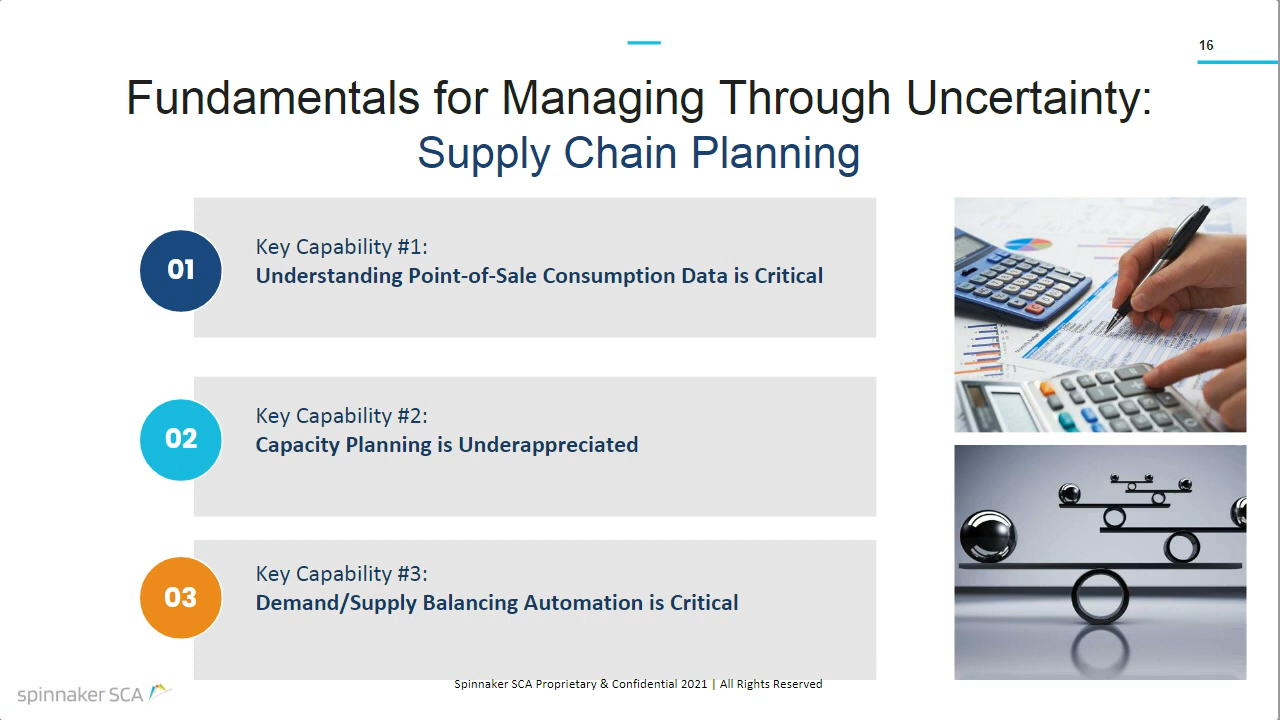 16
Fundamentals for Managing Through Uncertainty:
Supply Chain Planning
01
Key Capability #1:
Understanding Point-of-Sale Consumption Data is Critical
02
Key Capability #2:
Capacity Planning is Underappreciated
03
Key Capability #3:
Demand/Supply Balancing Automation is Critical
spinnaker SCA
Spinnaker SCA Proprietary & Confidential 2021 | All Rights Reserved